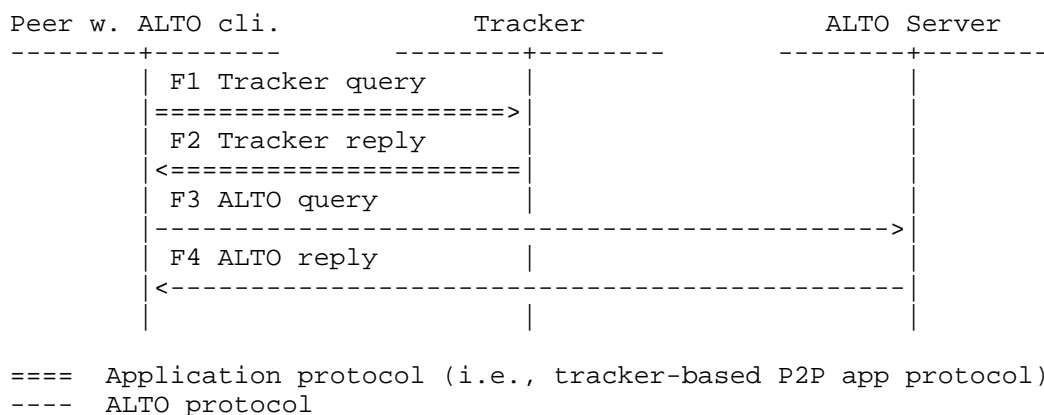 Peer w. ALTO cli. Tracker ALTO Server
--------+-------- --------+-------- --------+--------
| F1 Tracker query | |
|======================>| |
| F2 Tracker reply | |
|<======================| |
| F3 ALTO query | |
|---------------------------------------------->|
| F4 ALTO reply | |
|<----------------------------------------------|
| | |
==== Application protocol (i.e., tracker-based P2P app protocol)
---- ALTO protocol